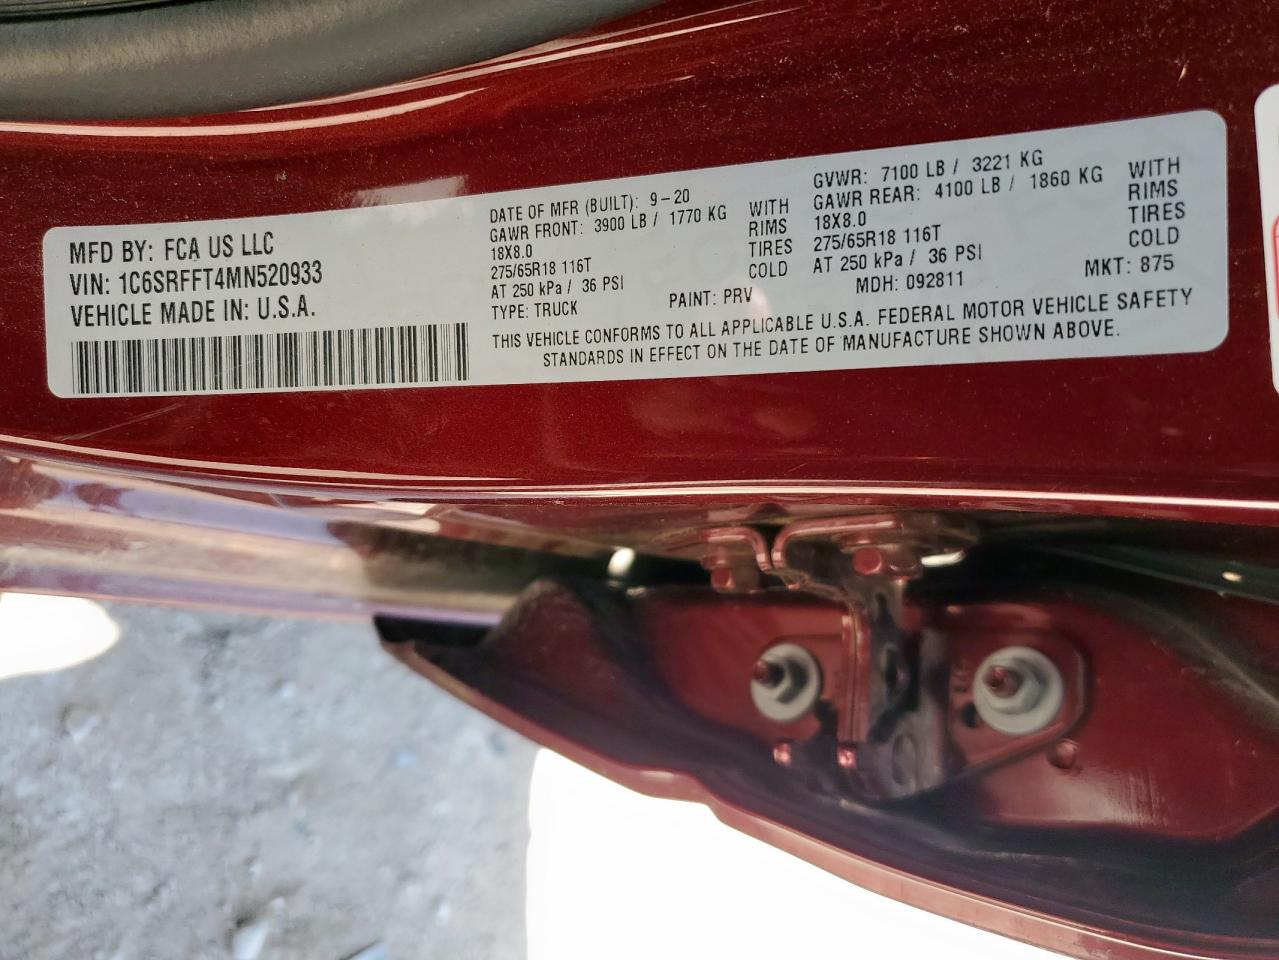 MFD BY: FCA US LLC
VIN: 1C6SRFFT4MN520933
VEHICLE MADE IN: U.S.A.
DATE OF MFR (BUILT): 9-20
GAWR FRONT: 3900 LB / 1770 KG WITH
18X8.0 RIMS
275/65R18 116T TIRES
AT 250 kPa / 36 PSI COLD
TYPE: TRUCK PAINT: PRV
GVWR: 7100 LB / 3221 KG
GAWR REAR: 4100 LB / 1860 KG WITH
18X8.0 RIMS
275/65R18 116T TIRES
AT 250 kPa / 36 PSI COLD
MDH: 092811 MKT: 875
THIS VEHICLE CONFORMS TO ALL APPLICABLE U.S.A. FEDERAL MOTOR VEHICLE SAFETY
STANDARDS IN EFFECT ON THE DATE OF MANUFACTURE SHOWN ABOVE.